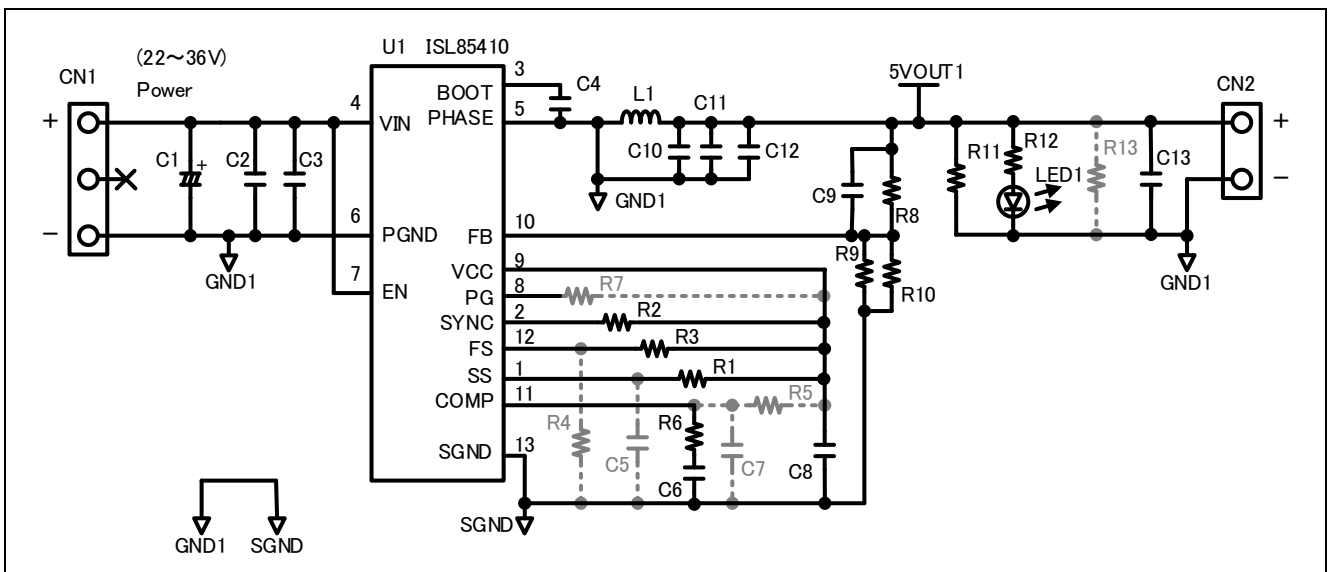 U1 ISL85410
(22～36V)
Power
CN1
+
−
C1
+
C2
C3
GND1
4
6
7
VIN
PGND
EN
BOOT
PHASE
FB
VCC
PG
SYNC
FS
SS
COMP
SGND
3
5
10
9
8
2
12
1
11
13
C4
L1
C11
C10
C12
GND1
5VOUT1
C9
R8
R9
R10
R11
R12
LED1
R13
C13
CN2
+
−
GND1
R7
R2
R3
R1
R5
R4
C5
R6
C6
C7
C8
SGND
GND1
SGND